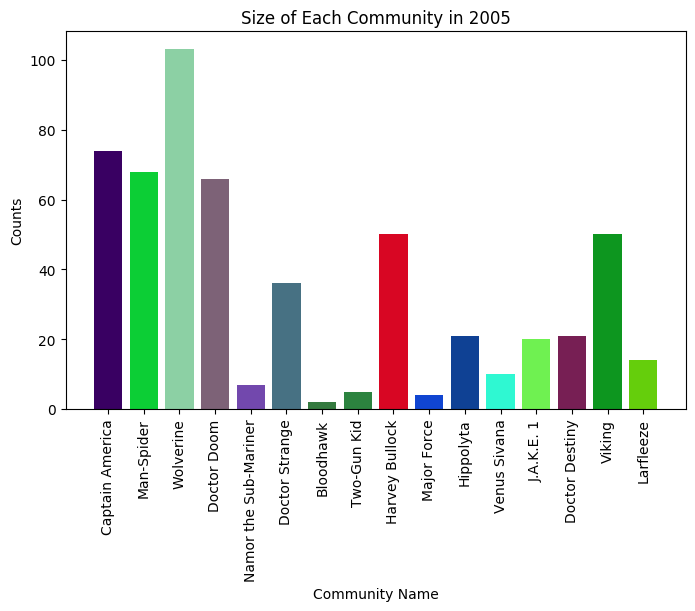 Size of Each Community in 2005
Counts
100
80
60
40
20
0
Captain America
Man-Spider
Wolverine
Doctor Doom
Namor the Sub-Mariner
Doctor Strange
Bloodhawk
Two-Gun Kid
Harvey Bullock
Major Force
Hippolyta
Venus Sivana
J.A.K.E. 1
Doctor Destiny
Viking
Larfleeze
Community Name